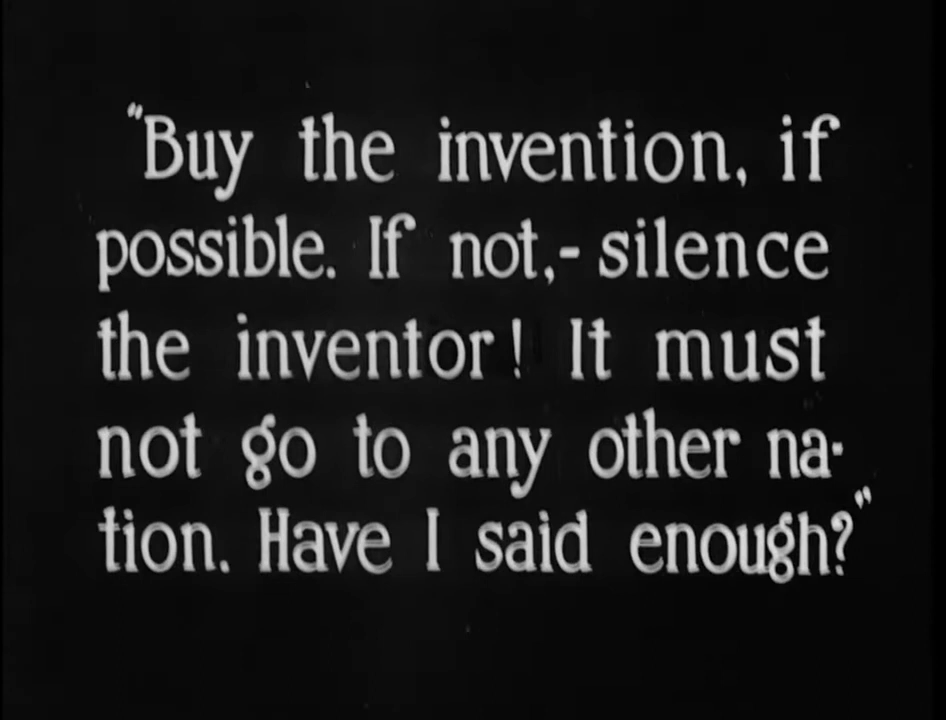 "Buy the invention, if
possible. If not,- silence
the inventor! It must
not go to any other na-
tion. Have I said enough?"